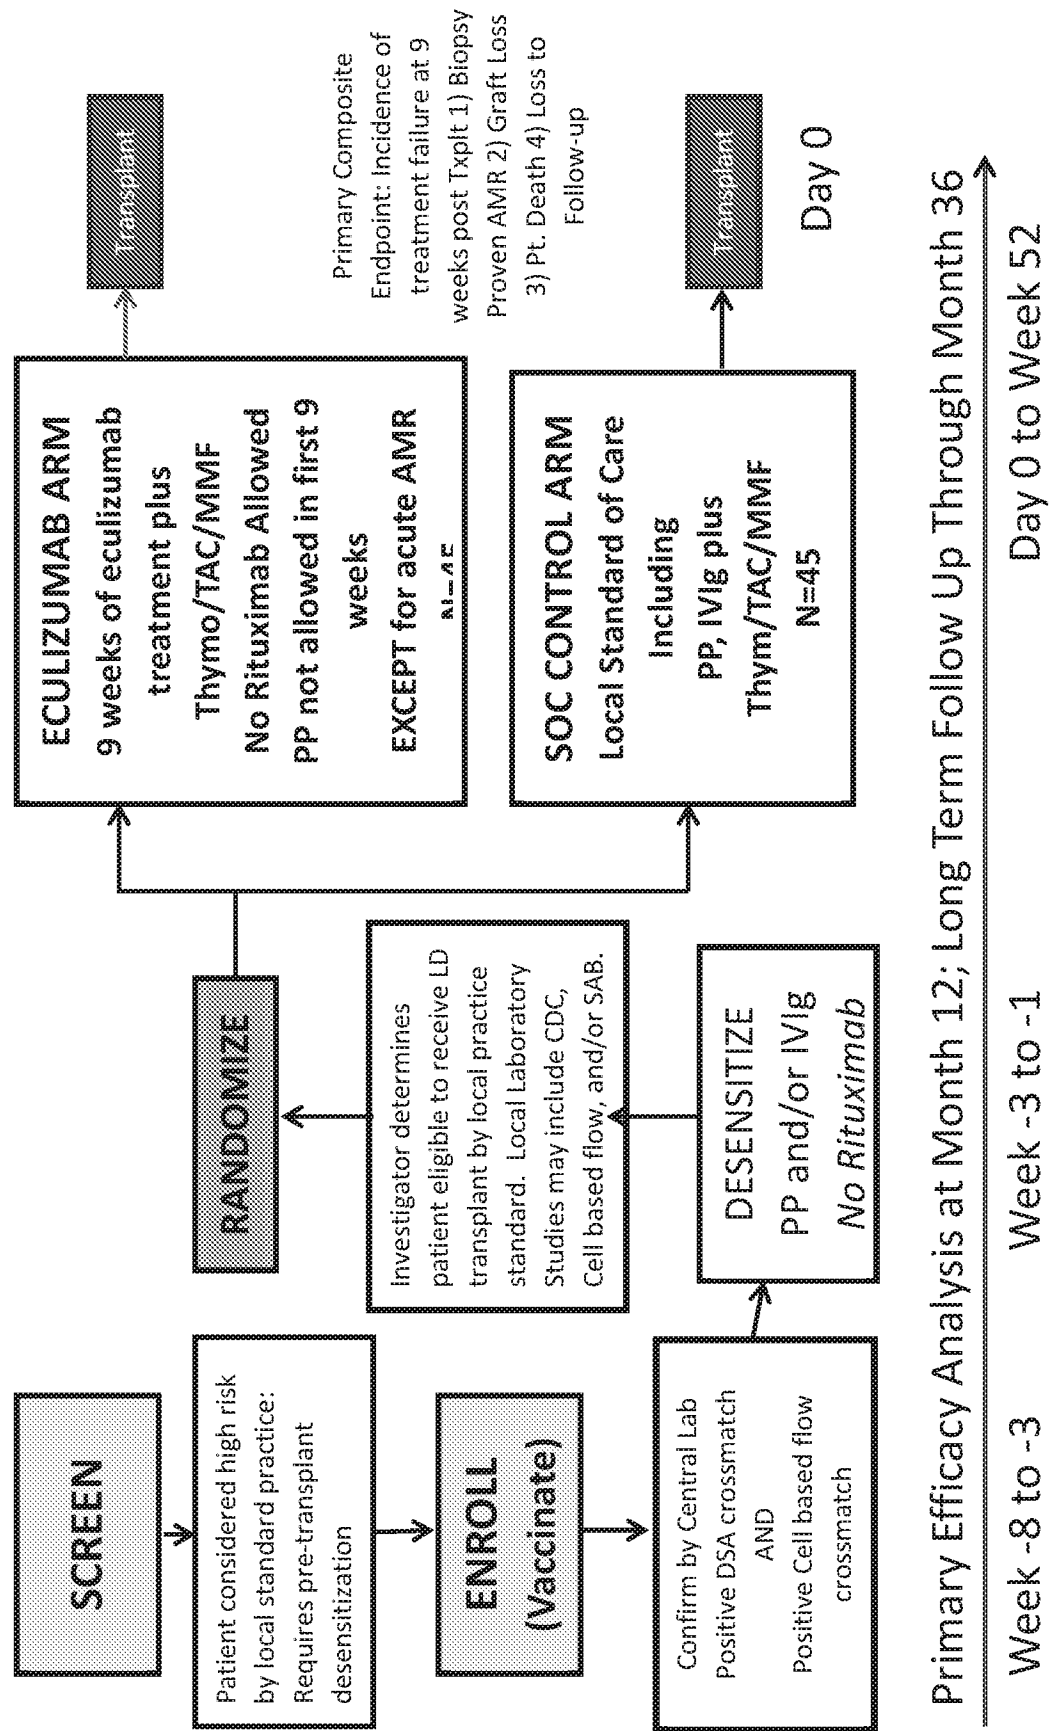 SCREEN
Patient considered high risk
by local standard practice:
Requires pre-transplant
desensitization
ENROLL
(Vaccinate)
Confirm by Central Lab
Positive DSA crossmatch
AND
Positive Cell based flow
crossmatch
DESENSITIZE
PP and/or IVIg
No Rituximab
Investigator determines
patient eligible to receive LD
transplant by local practice
standard. Local Laboratory
Studies may include CDC,
Cell based flow, and/or SAB.
RANDOMIZE
ECULIZUMAB ARM
9 weeks of eculizumab
treatment plus
Thymo/TAC/MMF
No Rituximab Allowed
PP not allowed in first 9
weeks
EXCEPT for acute AMR
SOC CONTROL ARM
Local Standard of Care
Including
PP, IVIg plus
Thym/TAC/MMF
N=45
Transplant
Primary Composite
Endpoint: Incidence of
treatment failure at 9
weeks post Txplt 1) Biopsy
Proven AMR 2) Graft Loss
3) Pt. Death 4) Loss to
Follow-up
Transplant
Day 0
Primary Efficacy Analysis at Month 12; Long Term Follow Up Through Month 36
Week -8 to -3
Week -3 to -1
Day 0 to Week 52